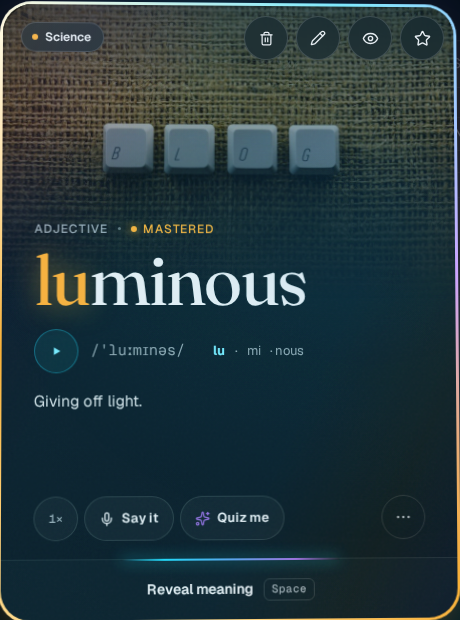 Science
B L O G
ADJECTIVE • MASTERED
luminous
/ˈluːmɪnəs/ lu · mi · nous
Giving off light.
1× Say it Quiz me ...
Reveal meaning Space